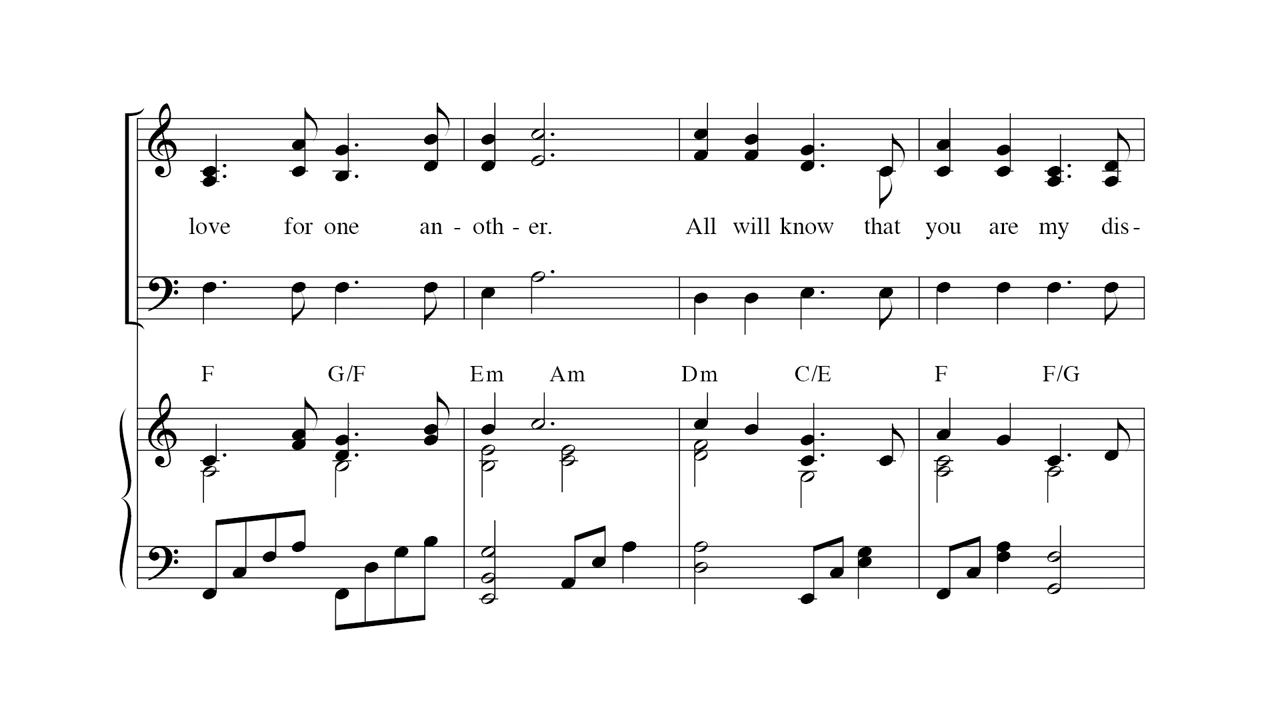 love for one an - oth - er. All will know that you are my dis -
F G/F Em Am Dm C/E F F/G